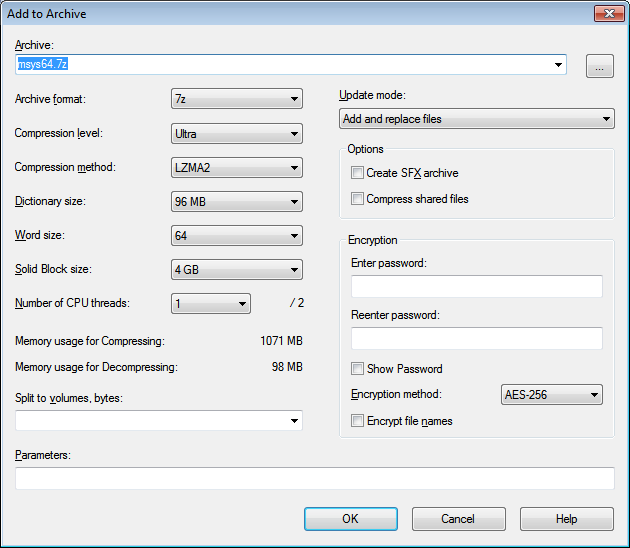 Add to Archive
Archive:
msys64.7z
...
Archive format:
7z
Compression level:
Ultra
Compression method:
LZMA2
Dictionary size:
96 MB
Word size:
64
Solid Block size:
4 GB
Number of CPU threads:
1
/ 2
Memory usage for Compressing:
1071 MB
Memory usage for Decompressing:
98 MB
Split to volumes, bytes:
Update mode:
Add and replace files
Options
Create SFX archive
Compress shared files
Encryption
Enter password:
Reenter password:
Show Password
Encryption method:
AES-256
Encrypt file names
Parameters:
OK
Cancel
Help